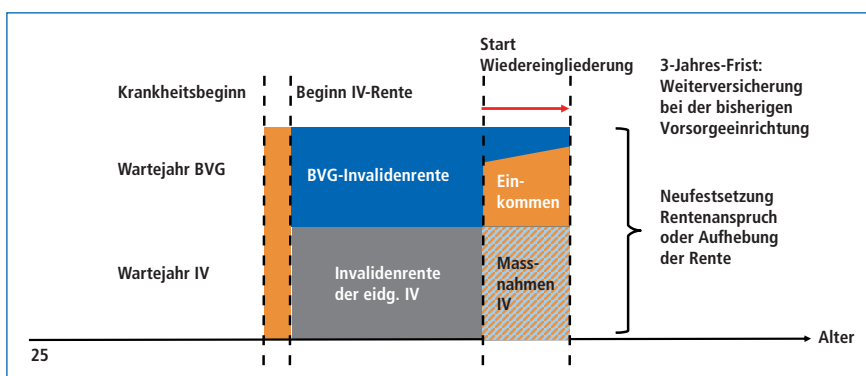 Start
Wiedereingliederung
3-Jahres-Frist:
Weiterversicherung
bei der bisherigen
Vorsorgeeinrichtung
Krankheitsbeginn
Beginn IV-Rente
Wartejahr BVG
BVG-Invalidenrente
Ein-
kommen
Neufestsetzung
Rentenanspruch
oder Aufhebung
der Rente
Wartejahr IV
Invalidenrente
der eidg. IV
Mass-
nahmen
IV
Alter
25